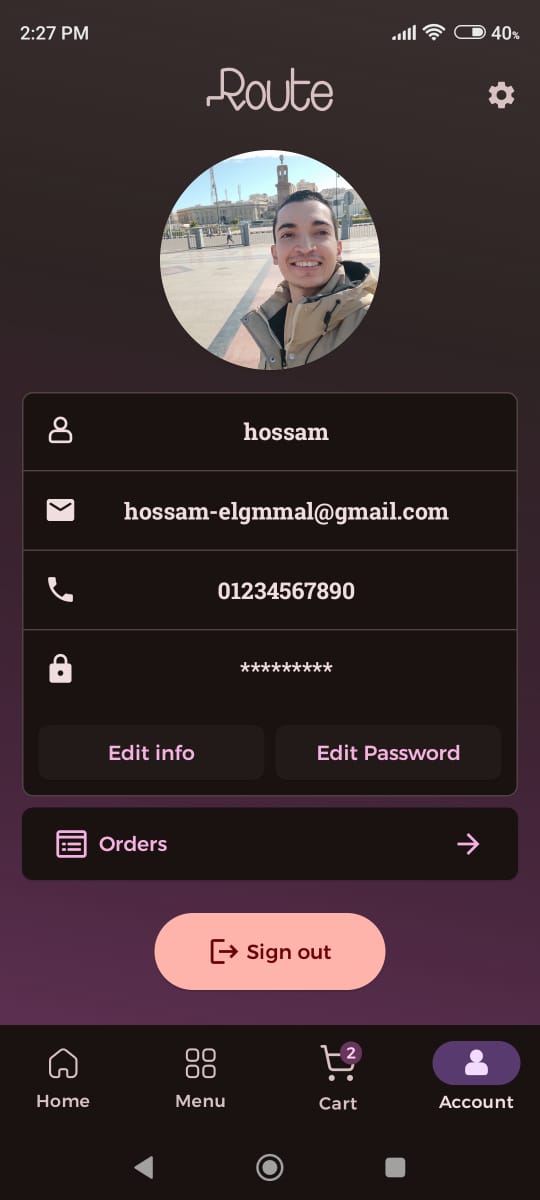 2:27 PM
40%
Route
hossam
hossam-elgmmal@gmail.com
01234567890
*********
Edit info
Edit Password
Orders
Sign out
Home
Menu
2
Cart
Account